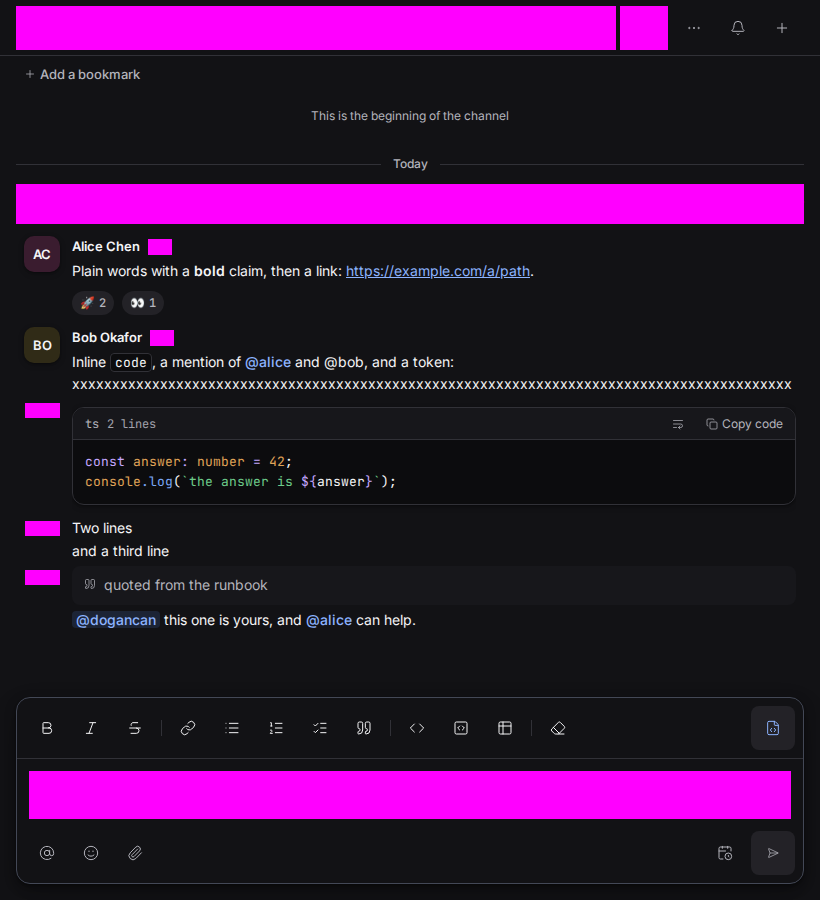 + Add a bookmark
This is the beginning of the channel
Today
AC
Alice Chen
Plain words with a bold claim, then a link: https://example.com/a/path.
🚀 2 👀 1
BO
Bob Okafor
Inline code, a mention of @alice and @bob, and a token:
xxxxxxxxxxxxxxxxxxxxxxxxxxxxxxxxxxxxxxxxxxxxxxxxxxxxxxxxxxxxxxxxxxxxxxxxxxxxxxxxxxxxxxxxxx
ts 2 lines
Copy code
const answer: number = 42;
console.log(`the answer is ${answer}`);
Two lines
and a third line
quoted from the runbook
@dogancan this one is yours, and @alice can help.